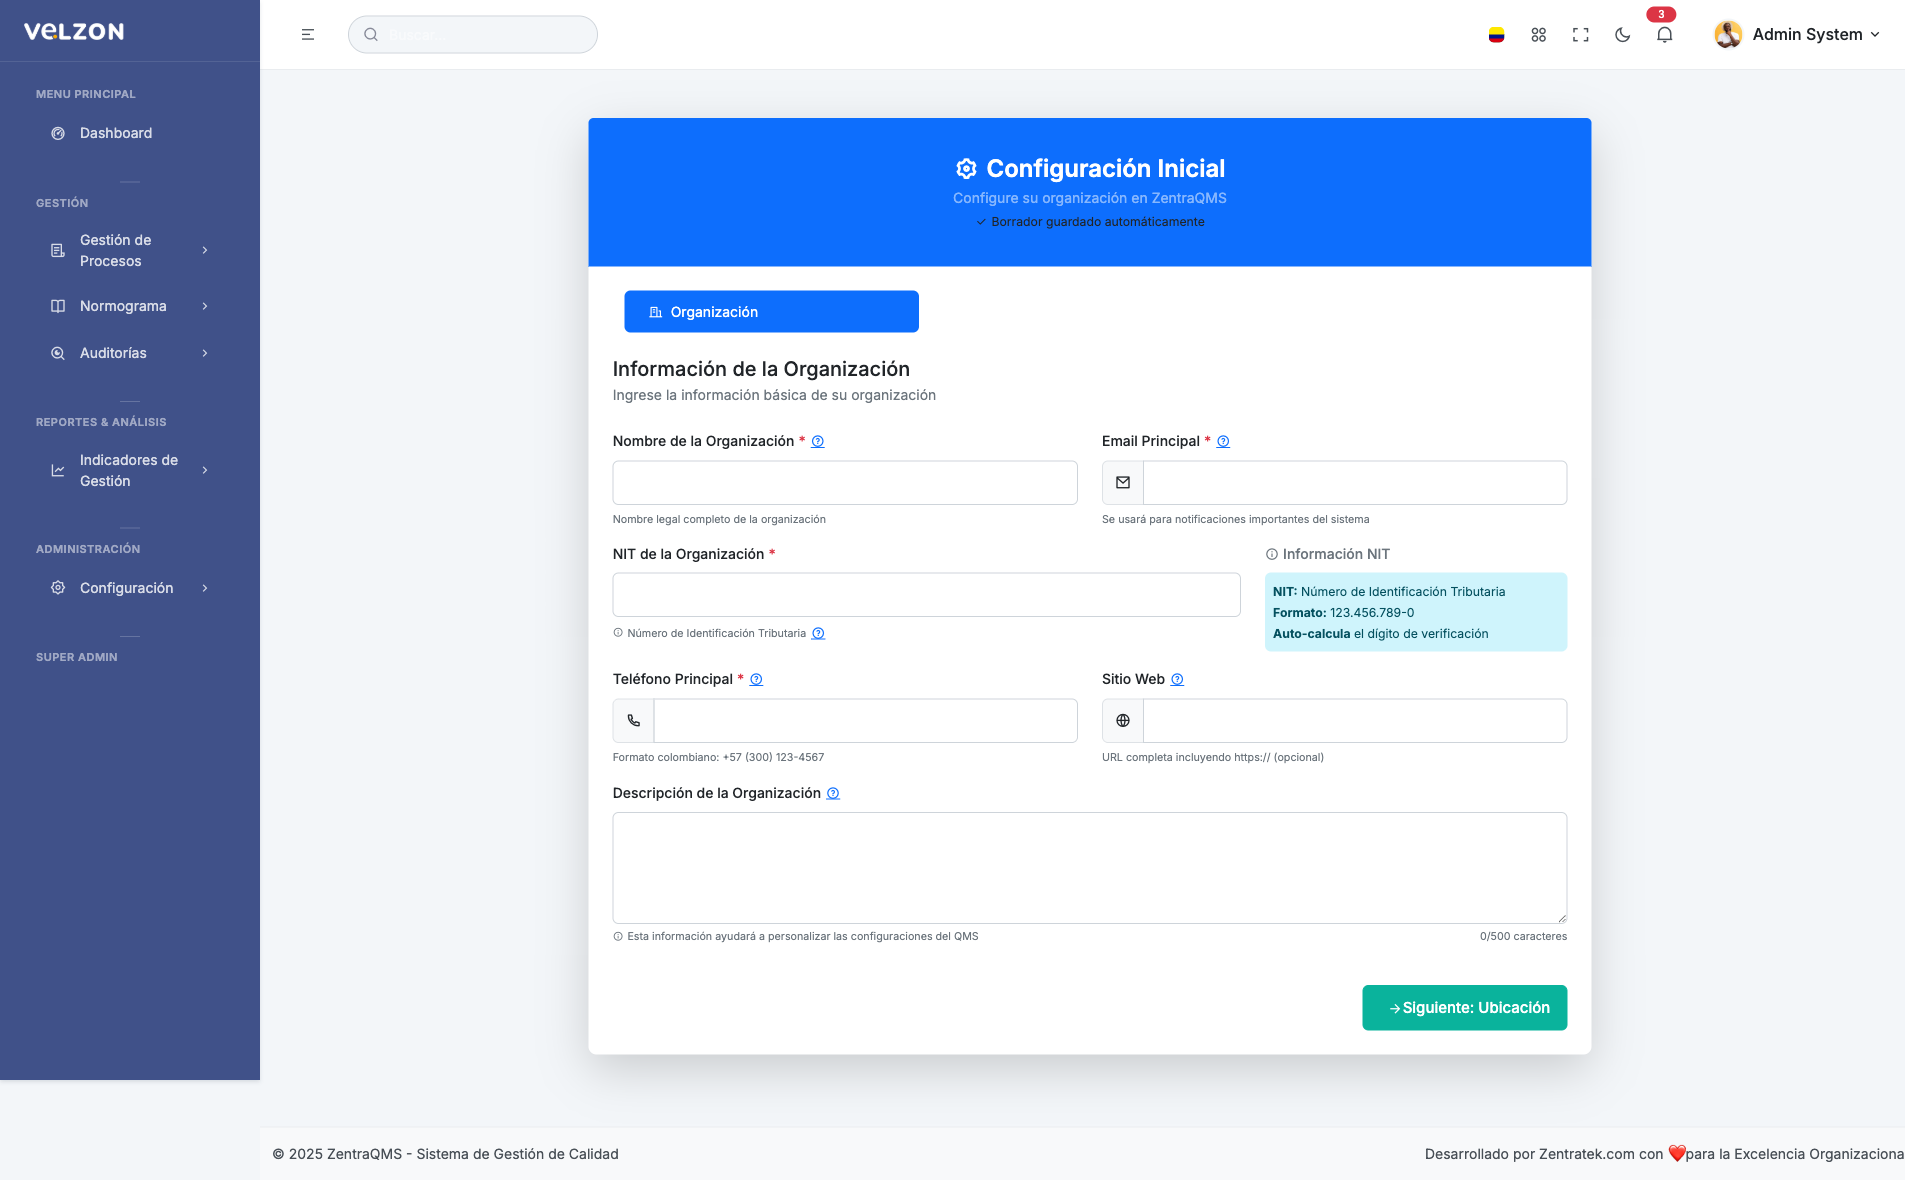 VELZON
Buscar...
3
Admin System
MENU PRINCIPAL
Dashboard
GESTIÓN
Gestión de
Procesos
Normograma
Auditorías
REPORTES & ANÁLISIS
Indicadores de
Gestión
ADMINISTRACIÓN
Configuración
SUPER ADMIN
Configuración Inicial
Configure su organización en ZentraQMS
Borrador guardado automáticamente
Organización
Información de la Organización
Ingrese la información básica de su organización
Nombre de la Organización *
Nombre legal completo de la organización
Email Principal *
Se usará para notificaciones importantes del sistema
NIT de la Organización *
Número de Identificación Tributaria
Información NIT
NIT: Número de Identificación Tributaria
Formato: 123.456.789-0
Auto-calcula el dígito de verificación
Teléfono Principal *
Formato colombiano: +57 (300) 123-4567
Sitio Web
URL completa incluyendo https:// (opcional)
Descripción de la Organización
Esta información ayudará a personalizar las configuraciones del QMS
0/500 caracteres
Siguiente: Ubicación
© 2025 ZentraQMS - Sistema de Gestión de Calidad
Desarrollado por Zentratek.com con ❤️para la Excelencia Organizaciona